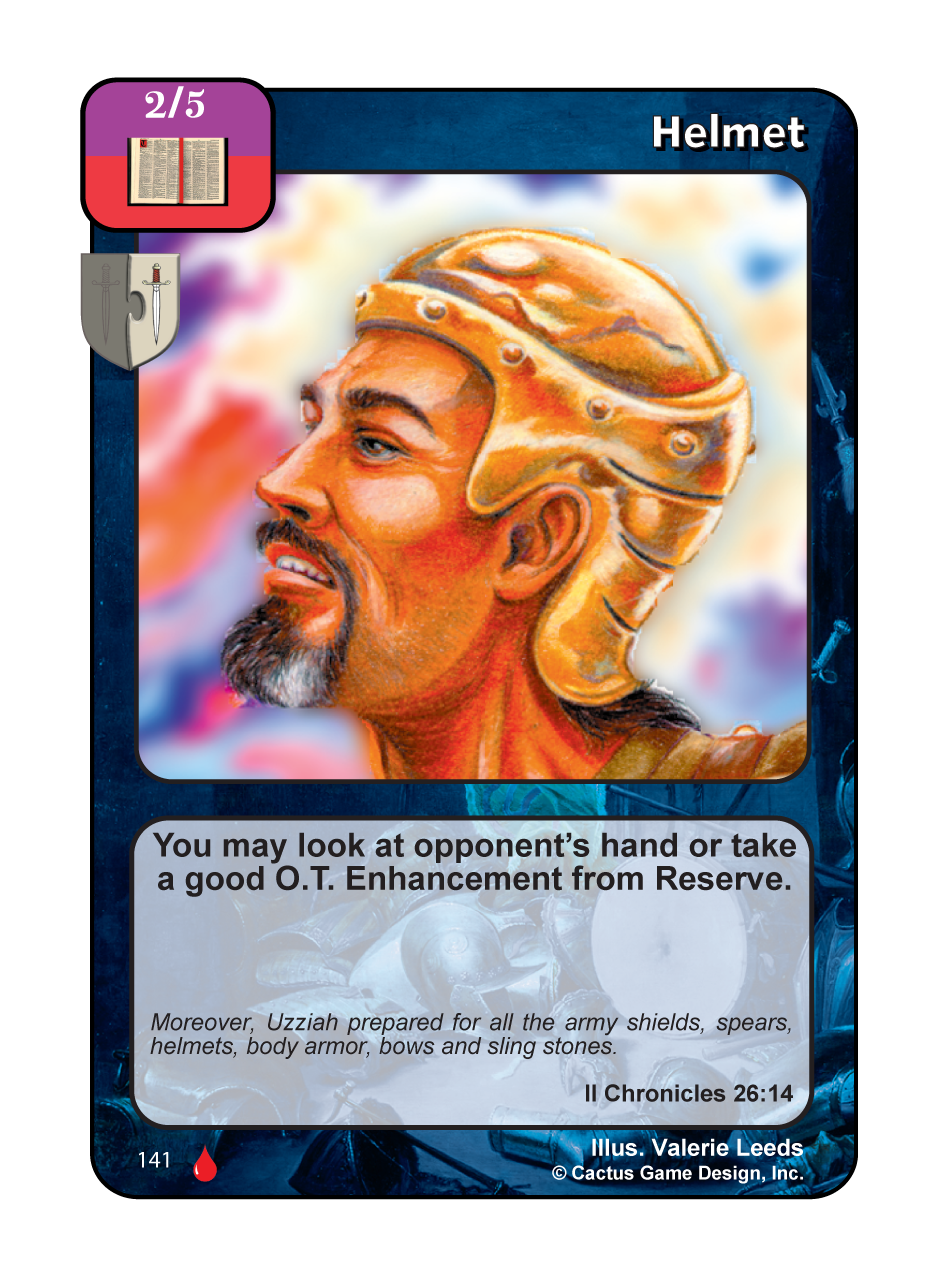 2/5
Helmet
You may look at opponent's hand or take
a good O.T. Enhancement from Reserve.
Moreover, Uzziah prepared for all the army shields, spears,
helmets, body armor, bows and sling stones.
II Chronicles 26:14
141
Illus. Valerie Leeds
© Cactus Game Design, Inc.